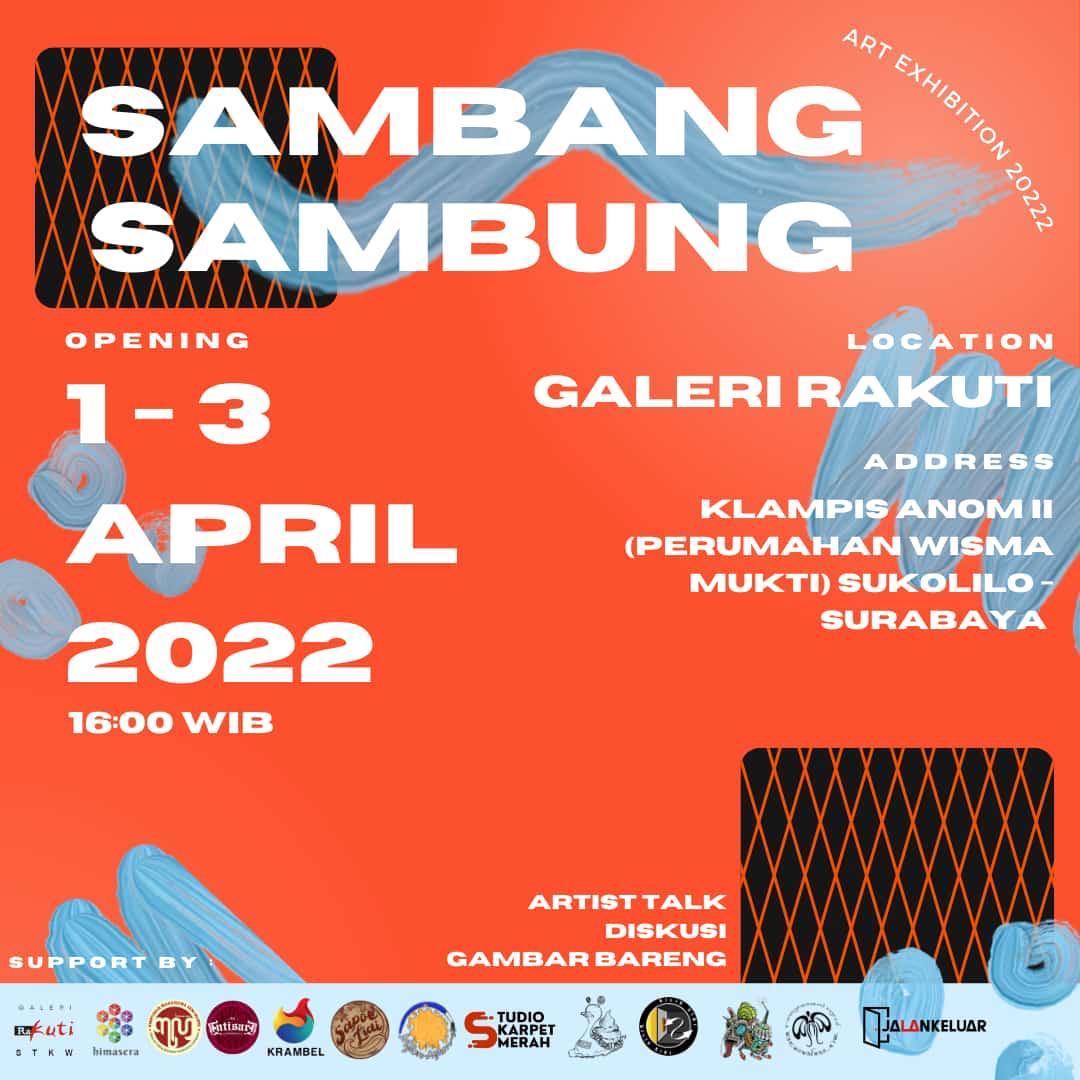 SAMBANG
SAMBUNG
ART EXHIBITION 20222
OPENING
1 - 3
APRIL
2022
16:00 WIB
LOCATION
GALERI RAKUTI
ADDRESS
KLAMPIS ANOM II
(PERUMAHAN WISMA
MUKTI) SUKOLILO -
SURABAYA
ARTIST TALK
DISKUSI
GAMBAR BARENG
SUPPORT BY :
GALERI
Rakuti
STKW
himasera
KRAMBEL
STUDIO
KARPET
MERAH
JALANKELUAR